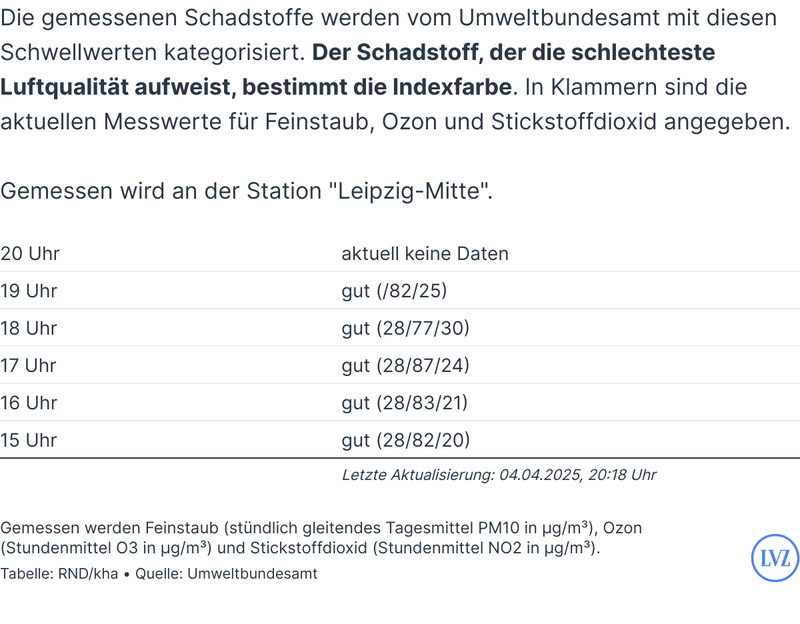 Die gemessenen Schadstoffe werden vom Umweltbundesamt mit diesen
Schwellwerten kategorisiert. Der Schadstoff, der die schlechteste
Luftqualität aufweist, bestimmt die Indexfarbe. In Klammern sind die
aktuellen Messwerte für Feinstaub, Ozon und Stickstoffdioxid angegeben.
Gemessen wird an der Station "Leipzig-Mitte".
20 Uhr aktuell keine Daten
19 Uhr gut (/82/25)
18 Uhr gut (28/77/30)
17 Uhr gut (28/87/24)
16 Uhr gut (28/83/21)
15 Uhr gut (28/82/20)
Letzte Aktualisierung: 04.04.2025, 20:18 Uhr
Gemessen werden Feinstaub (stündlich gleitendes Tagesmittel PM10 in µg/m³), Ozon
(Stundenmittel O3 in µg/m³) und Stickstoffdioxid (Stundenmittel NO2 in µg/m³).
Tabelle: RND/kha • Quelle: Umweltbundesamt
LVZ